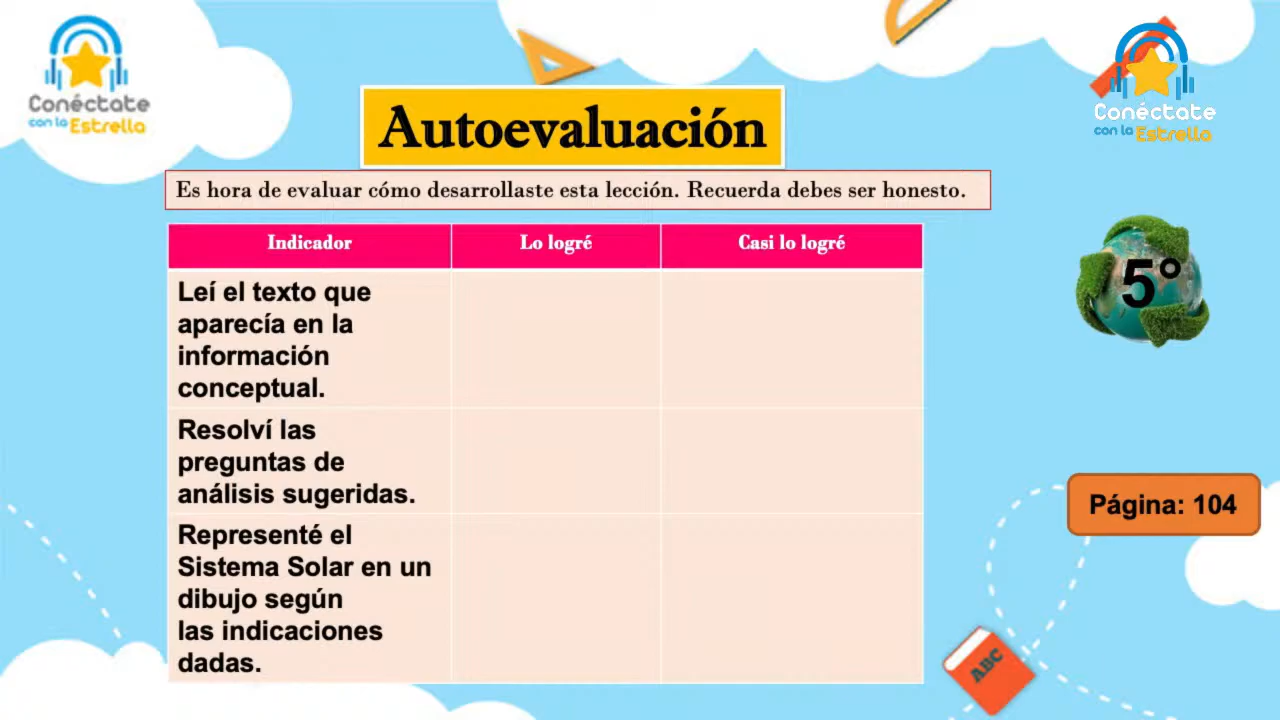 Conéctate
con la Estrella
Conéctate
con la Estrella
Autoevaluación
Es hora de evaluar cómo desarrollaste esta lección. Recuerda debes ser honesto.
Indicador Lo logré Casi lo logré
Leí el texto que
aparecía en la
información
conceptual.
Resolví las
preguntas de
análisis sugeridas.
Representé el
Sistema Solar en un
dibujo según
las indicaciones
dadas.
5°
Página: 104
ABC